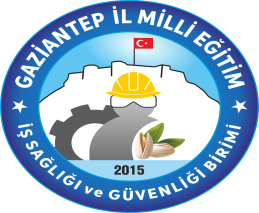 GAZİANTEP İL MİLLİ EĞİTİM
2015
İŞ SAĞLIĞI ve GÜVENLİĞİ BİRİMİ